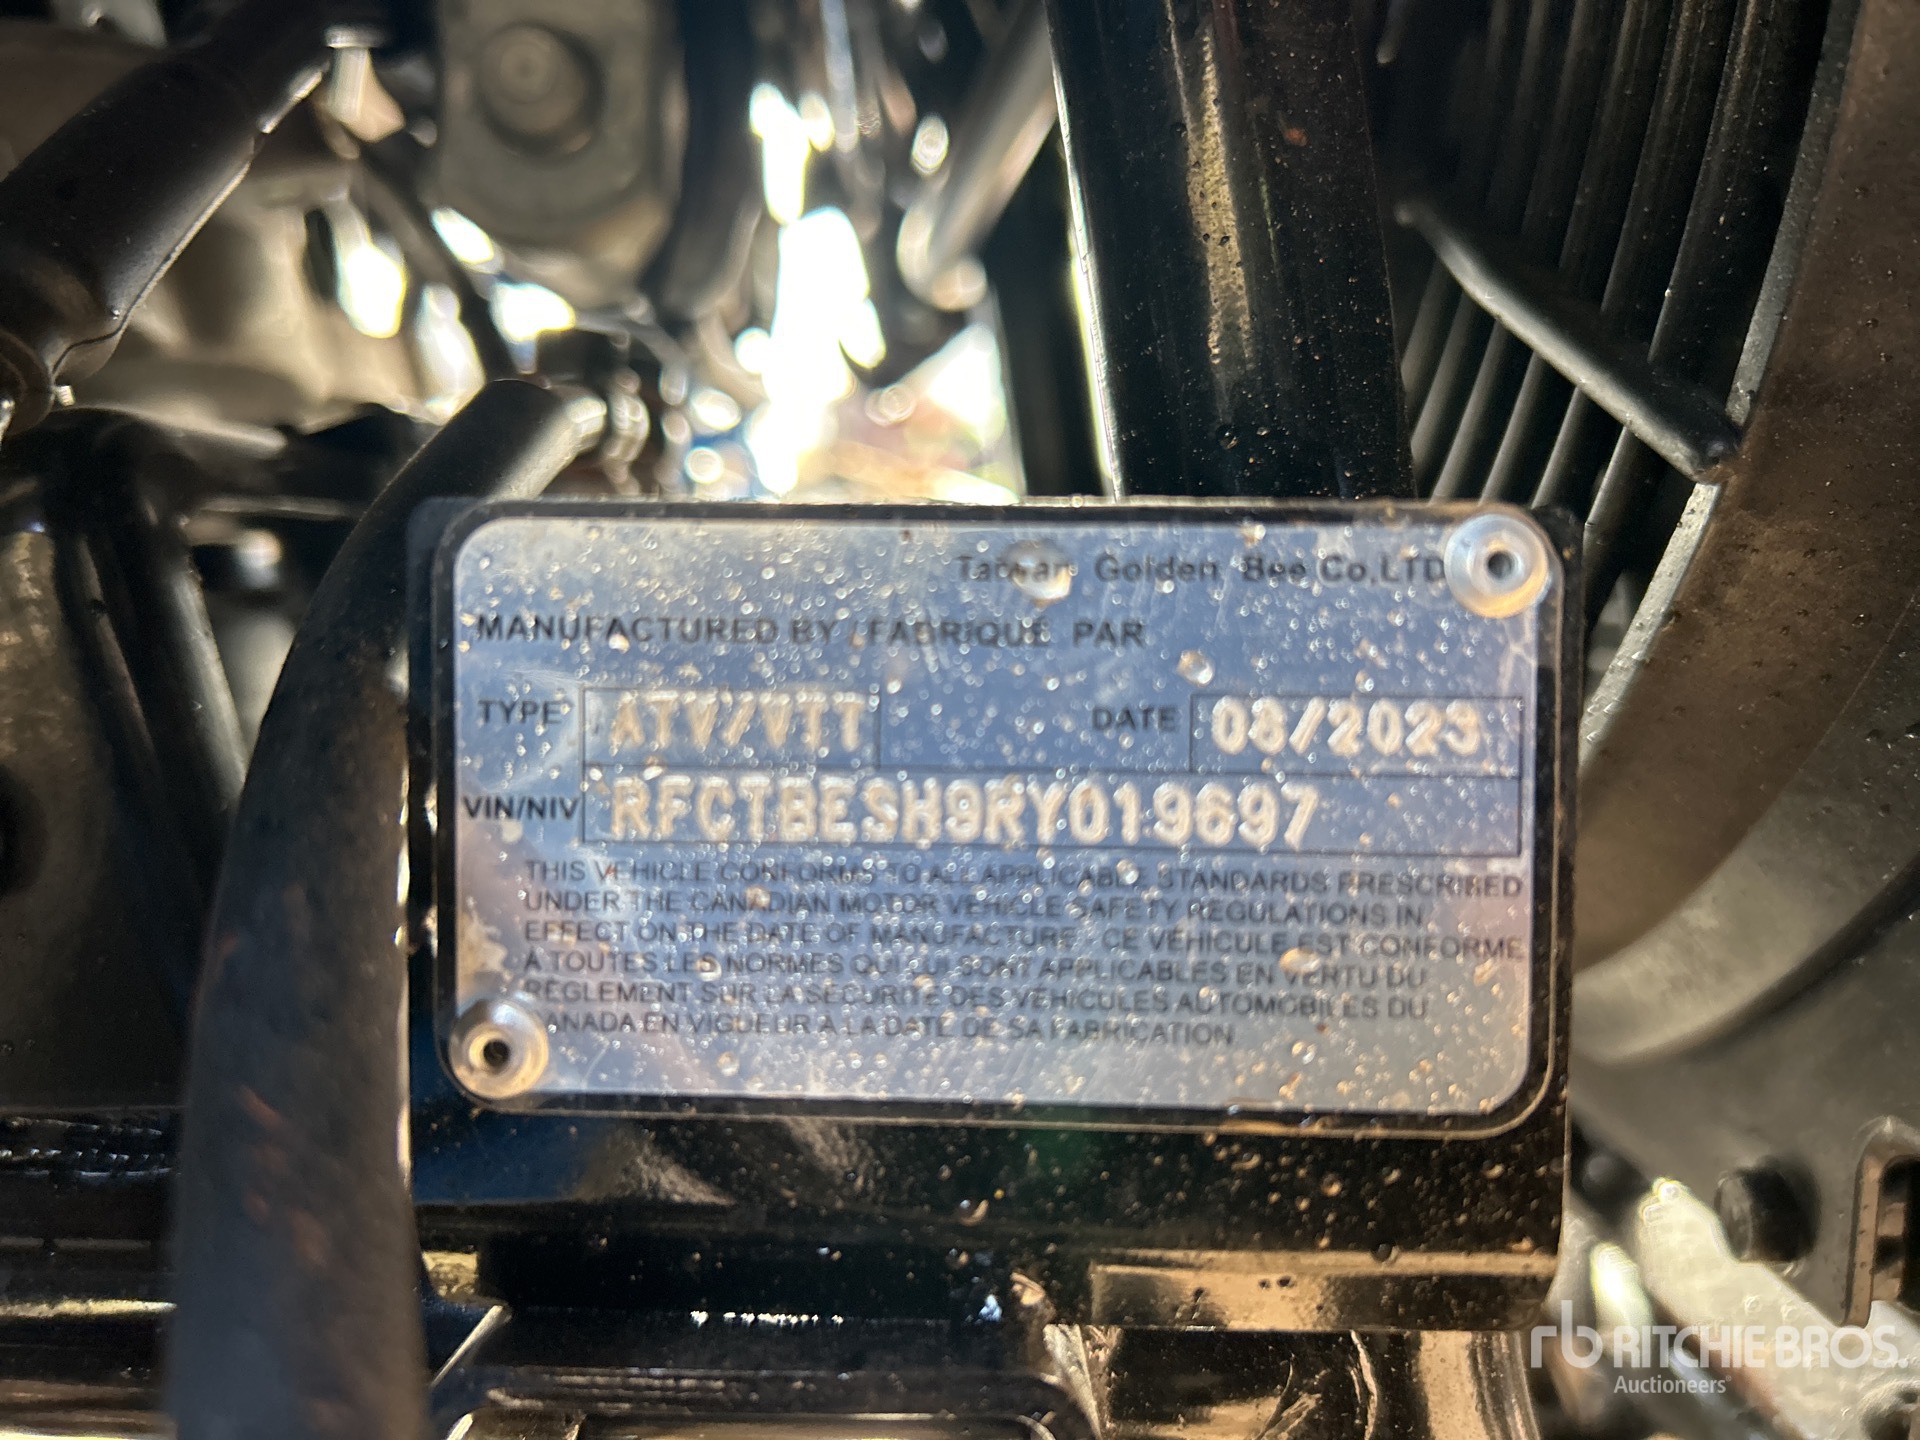 Taiwan Golden Bee Co,LTD
MANUFACTURED BY / FABRIQUÉ PAR
TYPE ATV/VTT DATE 08/2023
VIN/NIV RFCTBESH9RY019697
THIS VEHICLE CONFORMS TO ALL APPLICABLE STANDARDS PRESCRIBED
UNDER THE CANADIAN MOTOR VEHICLE SAFETY REGULATIONS IN
EFFECT ON THE DATE OF MANUFACTURE - CE VÉHICULE EST CONFORME
À TOUTES LES NORMES QUI LUI SONT APPLICABLES EN VERTU DU
RÈGLEMENT SUR LA SÉCURITÉ DES VÉHICULES AUTOMOBILES DU
CANADA EN VIGUEUR À LA DATE DE SA FABRICATION.
rb RITCHIE BROS.
Auctioneers